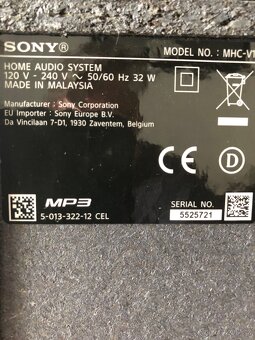 SONY®
MODEL NO. : MHC-V1
HOME AUDIO SYSTEM
120 V - 240 V ~ 50/60 Hz 32 W
MADE IN MALAYSIA
Manufacturer : Sony Corporation
EU Importer : Sony Europe B.V.
Da Vincilaan 7-D1, 1930 Zaventem, Belgium
CE
D
MP3
5-013-322-12 CEL
SERIAL NO.
5525721